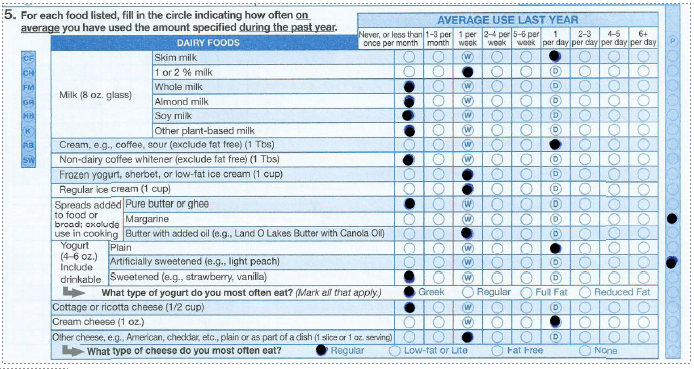 5. For each food listed, fill in the circle indicating how often on
average you have used the amount specified during the past year.
AVERAGE USE LAST YEAR
DAIRY FOODS
Never, or less than once per month
1–3 per month
1 per week
2–4 per week
5–6 per week
1 per day
2–3 per day
4–5 per day
6+ per day
P
Milk (8 oz. glass)
Skim milk W
1 or 2 % milk D
Whole milk W D
Almond milk W D
Soy milk W D
Other plant-based milk W D
Cream, e.g., coffee, sour (exclude fat free) (1 Tbs) W
Non-dairy coffee whitener (exclude fat free) (1 Tbs) W D
Frozen yogurt, sherbet, or low-fat ice cream (1 cup) D
Regular ice cream (1 cup) D
Spreads added to food or bread; exclude use in cooking
Pure butter or ghee W D
Margarine W D
Butter with added oil (e.g., Land O Lakes Butter with Canola Oil) D
Yogurt (4–6 oz.) Include drinkable
Plain W
Artificially sweetened (e.g., light peach) W D
Sweetened (e.g., strawberry, vanilla) W D
What type of yogurt do you most often eat? (Mark all that apply.) Greek Regular Full Fat Reduced Fat
Cottage or ricotta cheese (1/2 cup) W D
Cream cheese (1 oz.) W
Other cheese, e.g., American, cheddar, etc., plain or as part of a dish (1 slice or 1 oz. serving) D
What type of cheese do you most often eat? Regular Low-fat or Lite Fat Free None
CF
CH
FM
GR
K
RB
SW